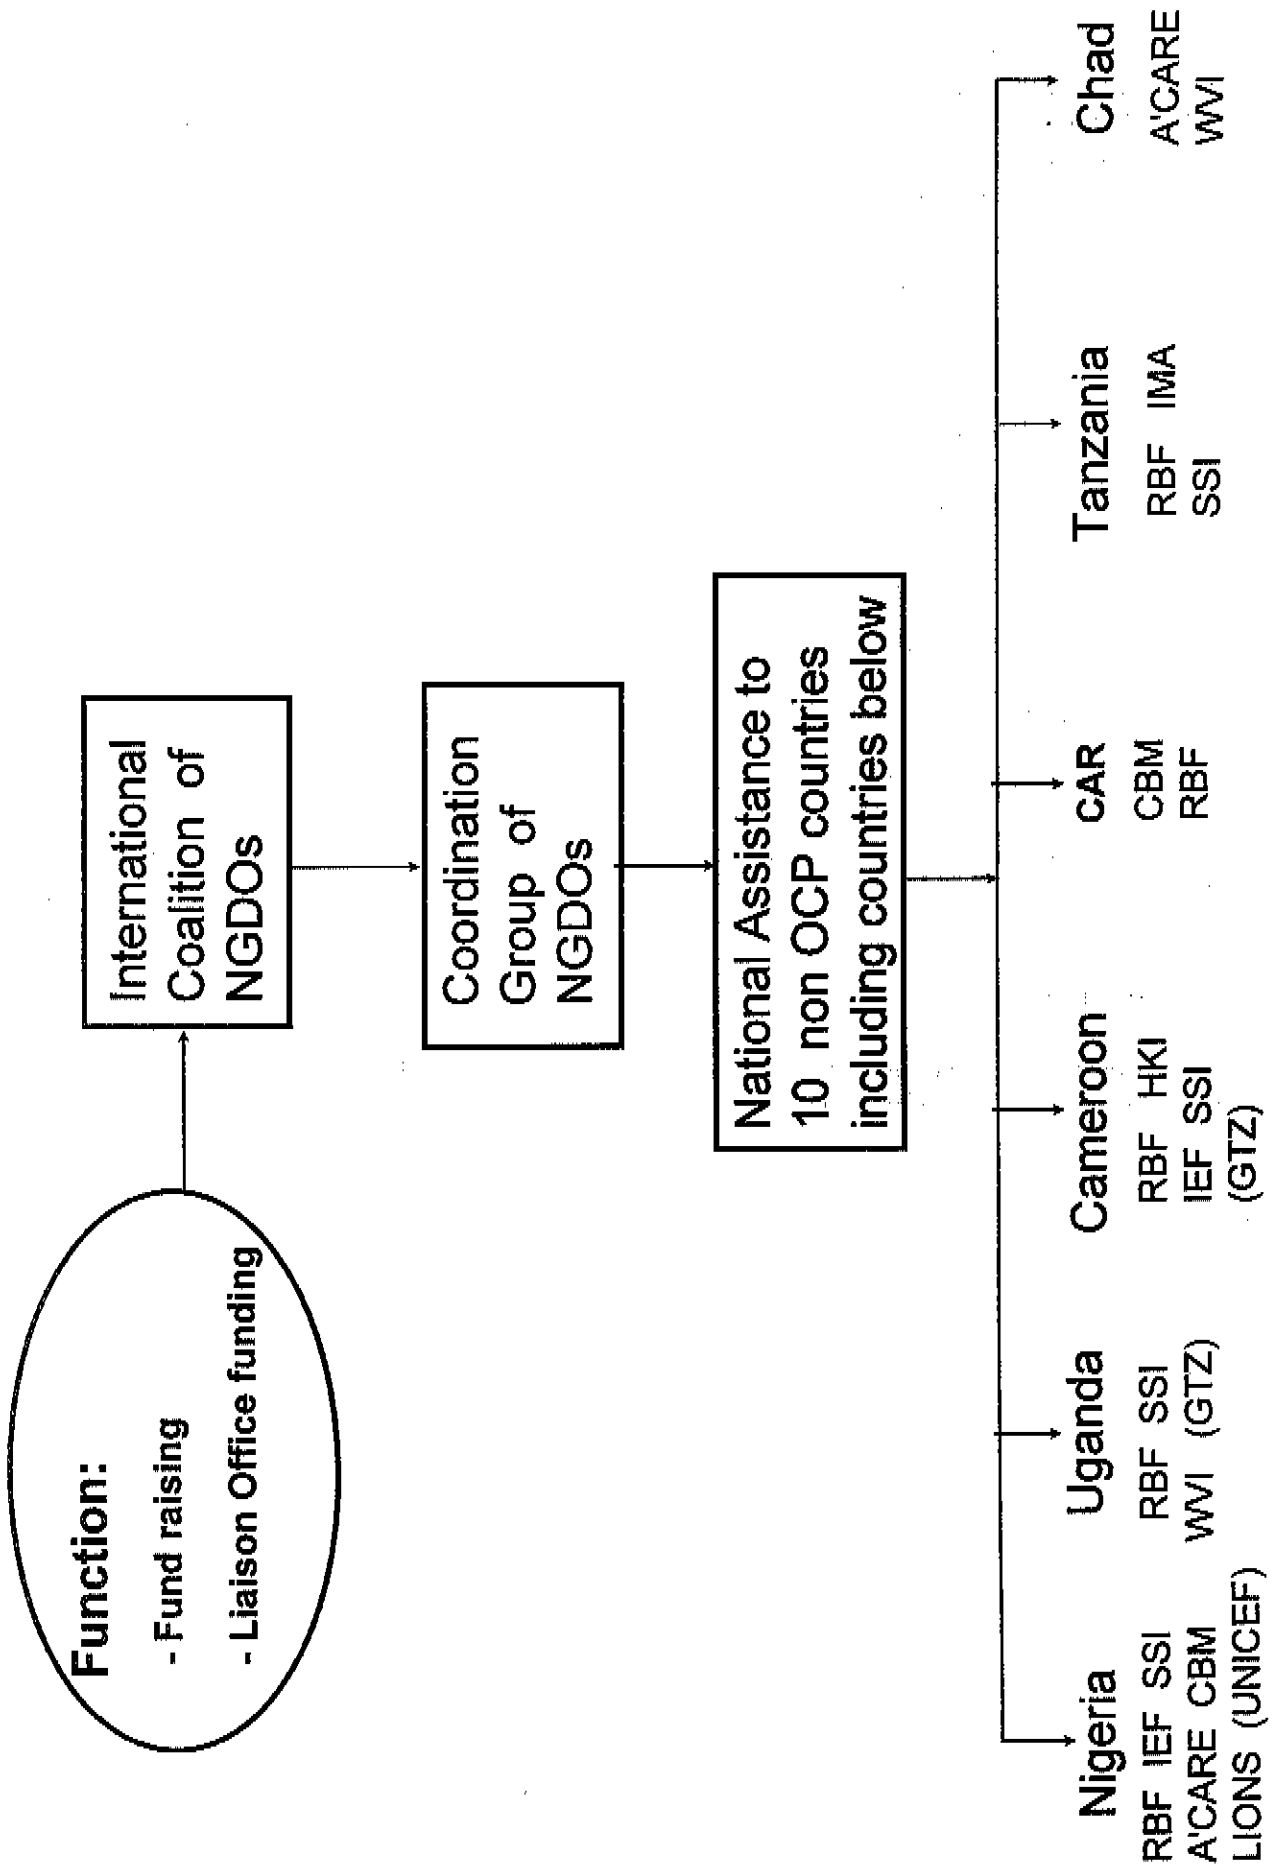 Function:
- Fund raising
- Liaison Office funding
International
Coalition of
NGDOs
Coordination
Group of
NGDOs
National Assistance to
10 non OCP countries
including countries below
Nigeria
RBF IEF SSI
A'CARE CBM
LIONS (UNICEF)
Uganda
RBF SSI
WVI (GTZ)
Cameroon
RBF HKI
IEF SSI
(GTZ)
CAR
CBM
RBF
Tanzania
RBF IMA
SSI
Chad
A'CARE
WVI